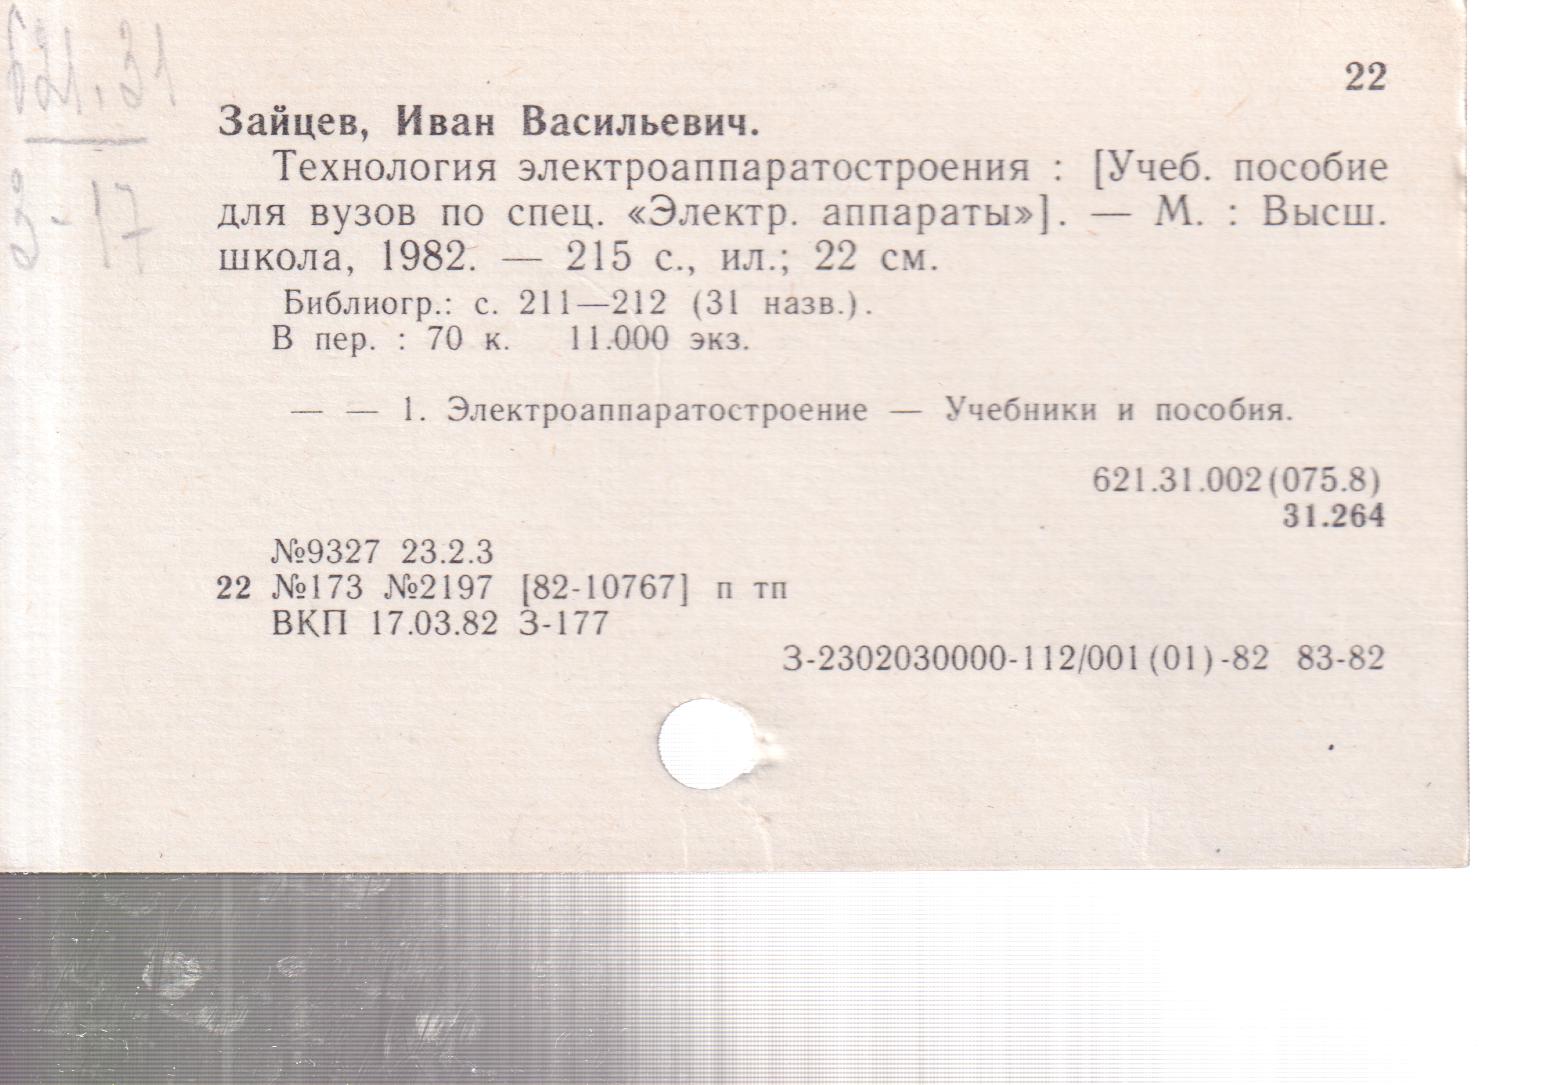 621.31
З-17
22
Зайцев, Иван Васильевич.
Технология электроаппаратостроения : [Учеб. пособие
для вузов по спец. «Электр. аппараты»]. — М. : Высш.
школа, 1982. — 215 с., ил.; 22 см.
Библиогр.: с. 211—212 (31 назв.).
В пер. : 70 к. 11.000 экз.
— — 1. Электроаппаратостроение — Учебники и пособия.
621.31.002(075.8)
31.264
№9327 23.2.3
22 №173 №2197 [82-10767] п тп
ВКП 17.03.82 З-177
З-2302030000-112/001(01)-82 83-82